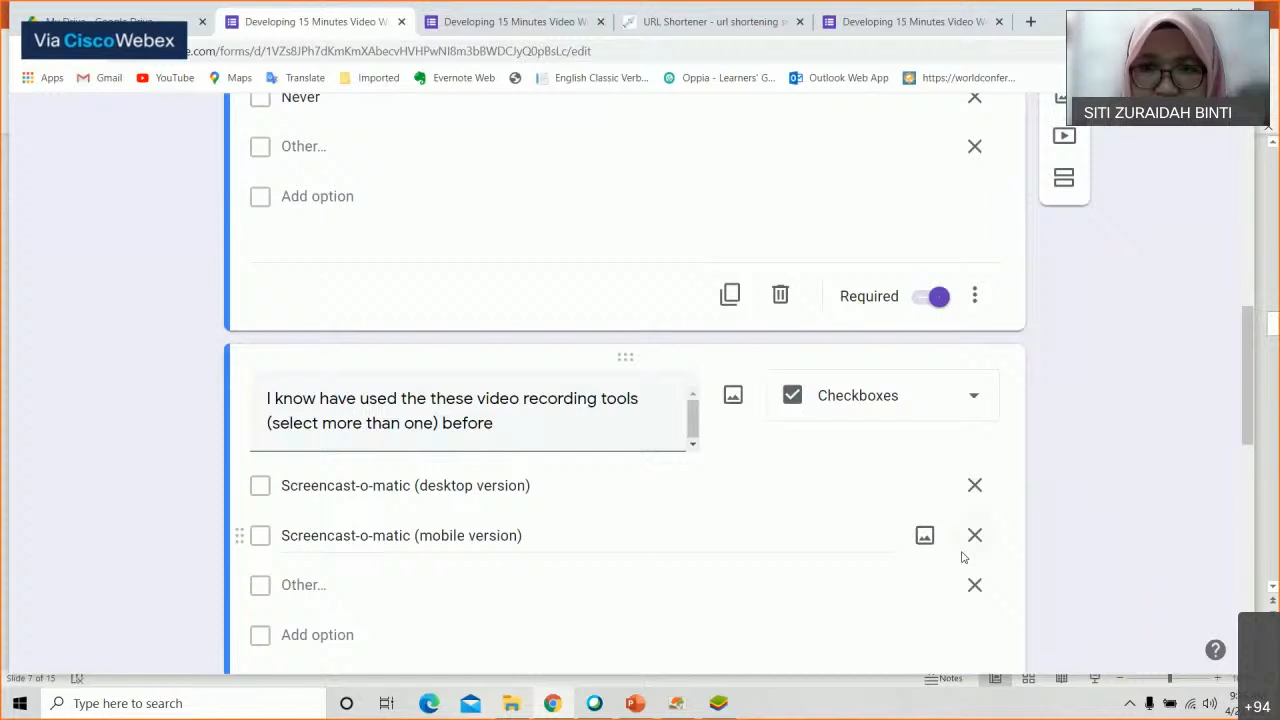 My Drive - Google Drive
Developing 15 Minutes Video W
Developing 15 Minutes Video W
URL Shortener - url shortening s
Developing 15 Minutes Video W
Via CiscoWebex
e.com/forms/d/1VZs8JPh7dKmKmXAbecvHVHPwNI8m3bBWDCJyQ0pBsLc/edit
Apps
Gmail
YouTube
Maps
Translate
Imported
Evernote Web
English Classic Verb...
Oppia - Learners' G...
Outlook Web App
https://worldconfer...
SITI ZURAIDAH BINTI
Never
Other...
Add option
Required
I know have used the these video recording tools
(select more than one) before
Checkboxes
Screencast-o-matic (desktop version)
Screencast-o-matic (mobile version)
Other...
Add option
Slide 7 of 15
Notes
Type here to search
+94